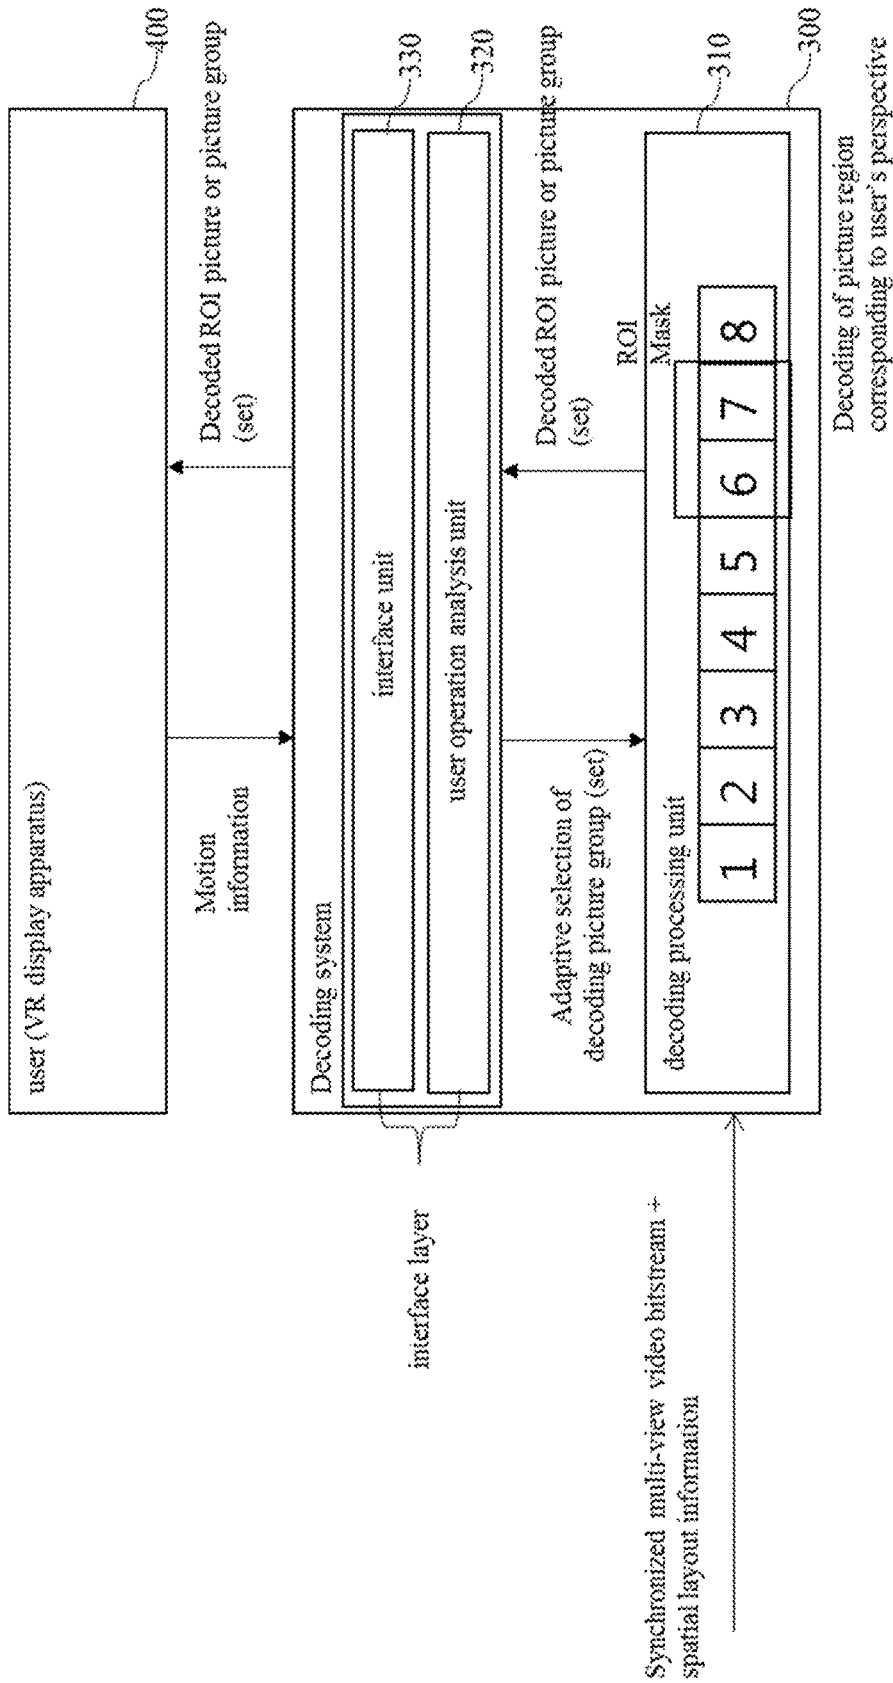 user (VR display apparatus)
400
Motion
information
Decoded ROI picture or picture group
(set)
Decoding system
interface unit
330
user operation analysis unit
320
interface layer
Adaptive selection of
decoding picture group (set)
Decoded ROI picture or picture group
(set)
decoding processing unit
ROI
Mask
310
1 2 3 4 5 6 7 8
300
Synchronized multi-view video bitstream +
spatial layout information
Decoding of picture region
corresponding to user's perspective